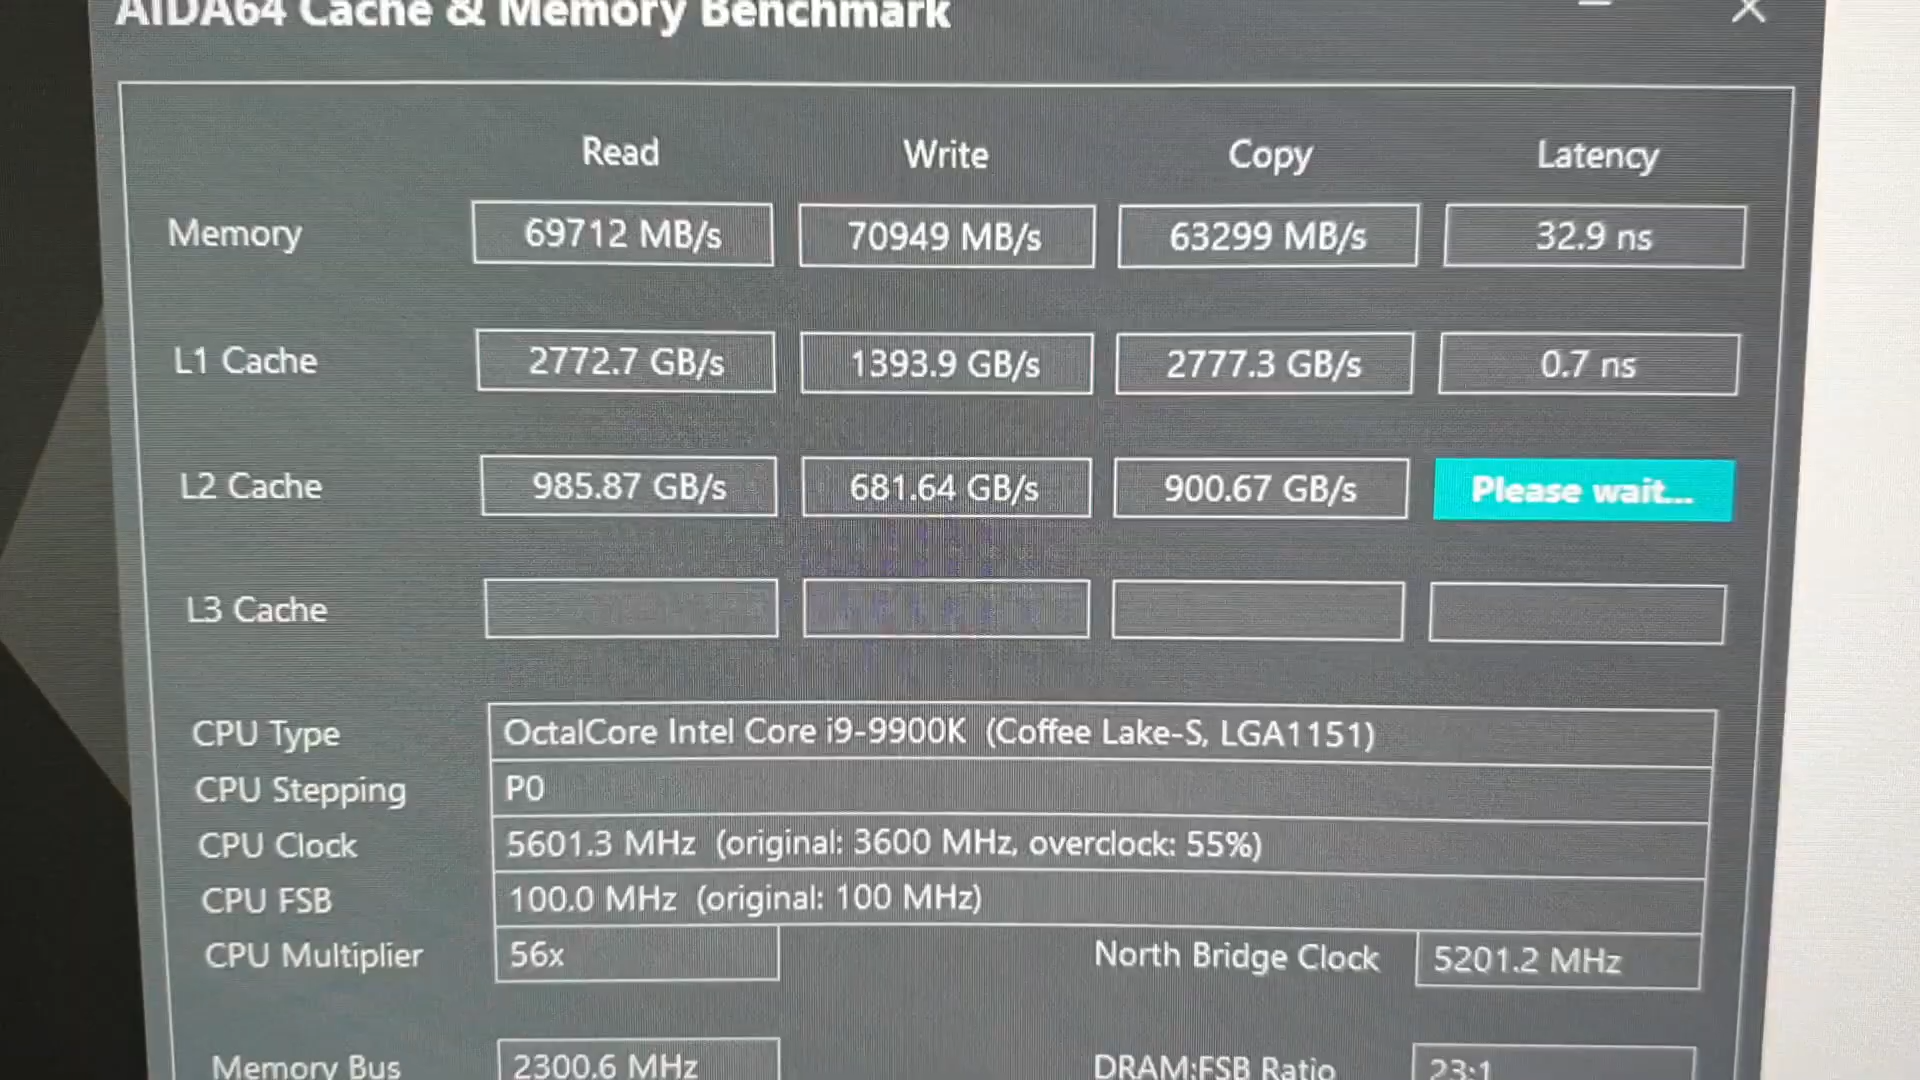 AIDA64 Cache & Memory Benchmark
Read Write Copy Latency
Memory 69712 MB/s 70949 MB/s 63299 MB/s 32.9 ns
L1 Cache 2772.7 GB/s 1393.9 GB/s 2777.3 GB/s 0.7 ns
L2 Cache 985.87 GB/s 681.64 GB/s 900.67 GB/s Please wait...
L3 Cache
CPU Type OctalCore Intel Core i9-9900K (Coffee Lake-S, LGA1151)
CPU Stepping P0
CPU Clock 5601.3 MHz (original: 3600 MHz, overclock: 55%)
CPU FSB 100.0 MHz (original: 100 MHz)
CPU Multiplier 56x North Bridge Clock 5201.2 MHz
Memory Bus 2300.6 MHz DRAM:FSB Ratio 23:1